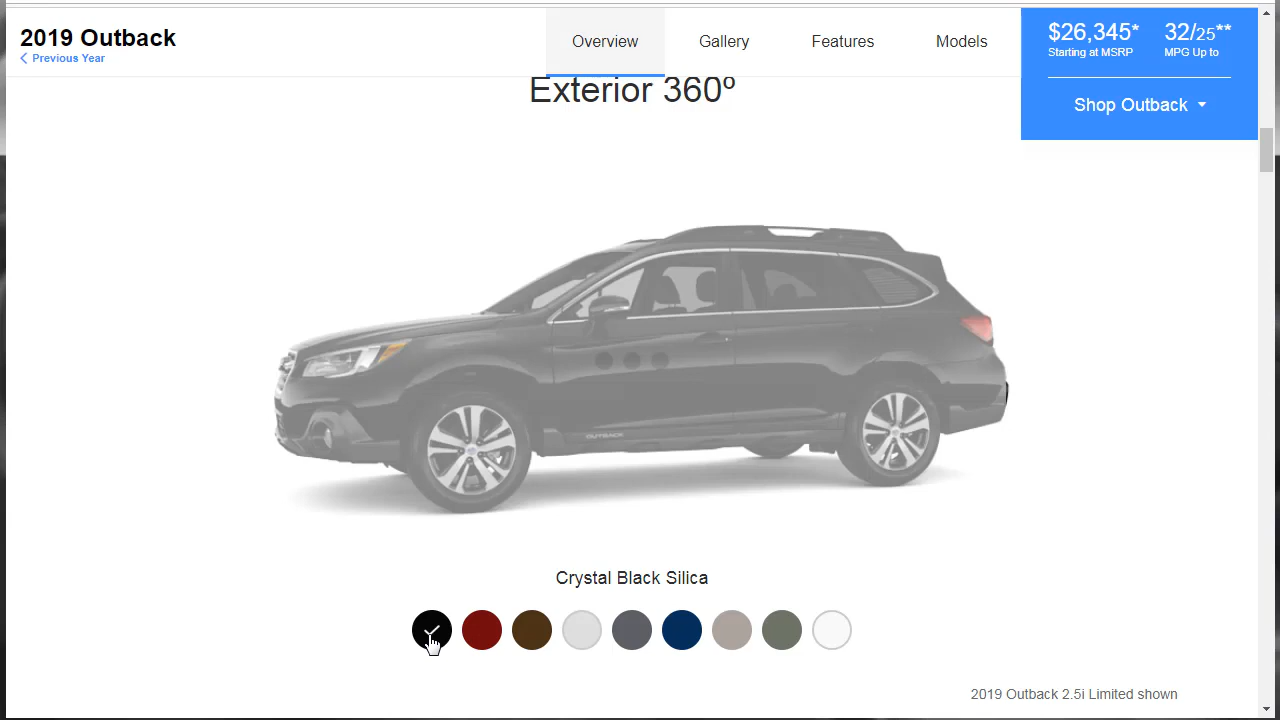 2019 Outback
Previous Year
Overview
Gallery
Features
Models
$26,345*
Starting at MSRP
32/25**
MPG Up to
Shop Outback
Exterior 360º
OUTBACK
Crystal Black Silica
2019 Outback 2.5i Limited shown